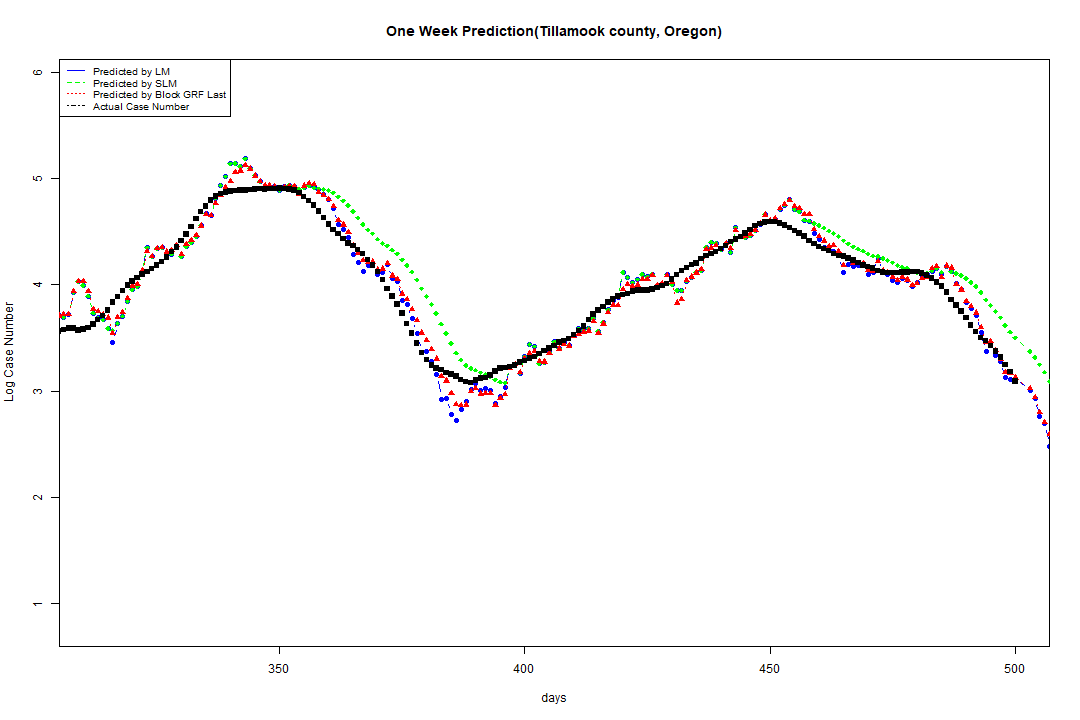 One Week Prediction(Tillamook county, Oregon)
Predicted by LM
Predicted by SLM
Predicted by Block GRF Last
Actual Case Number
6
5
4
3
2
1
Log Case Number
350
400
450
500
days